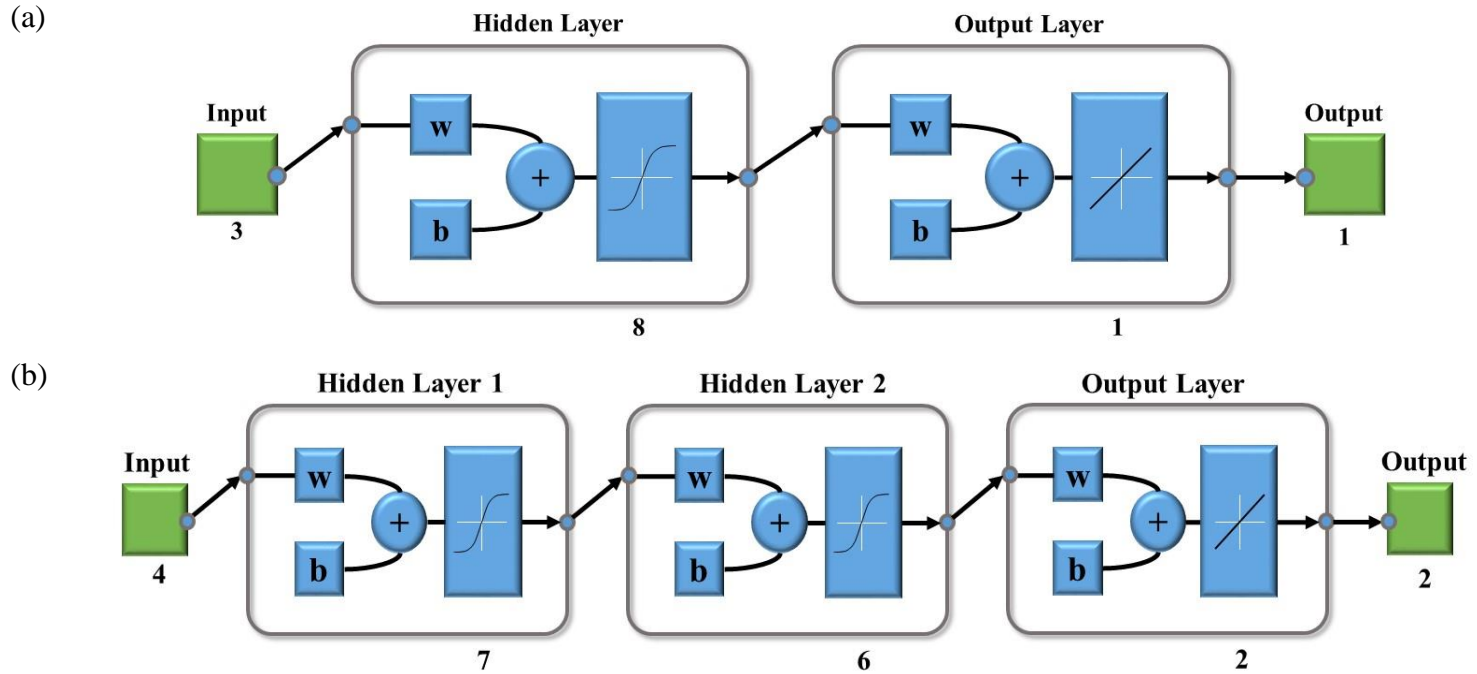 (a)
Hidden Layer
Output Layer
Input
w
+
b
w
+
b
Output
3
1
8
1
(b)
Hidden Layer 1
Hidden Layer 2
Output Layer
Input
w
+
b
w
+
b
w
+
b
Output
4
2
7
6
2